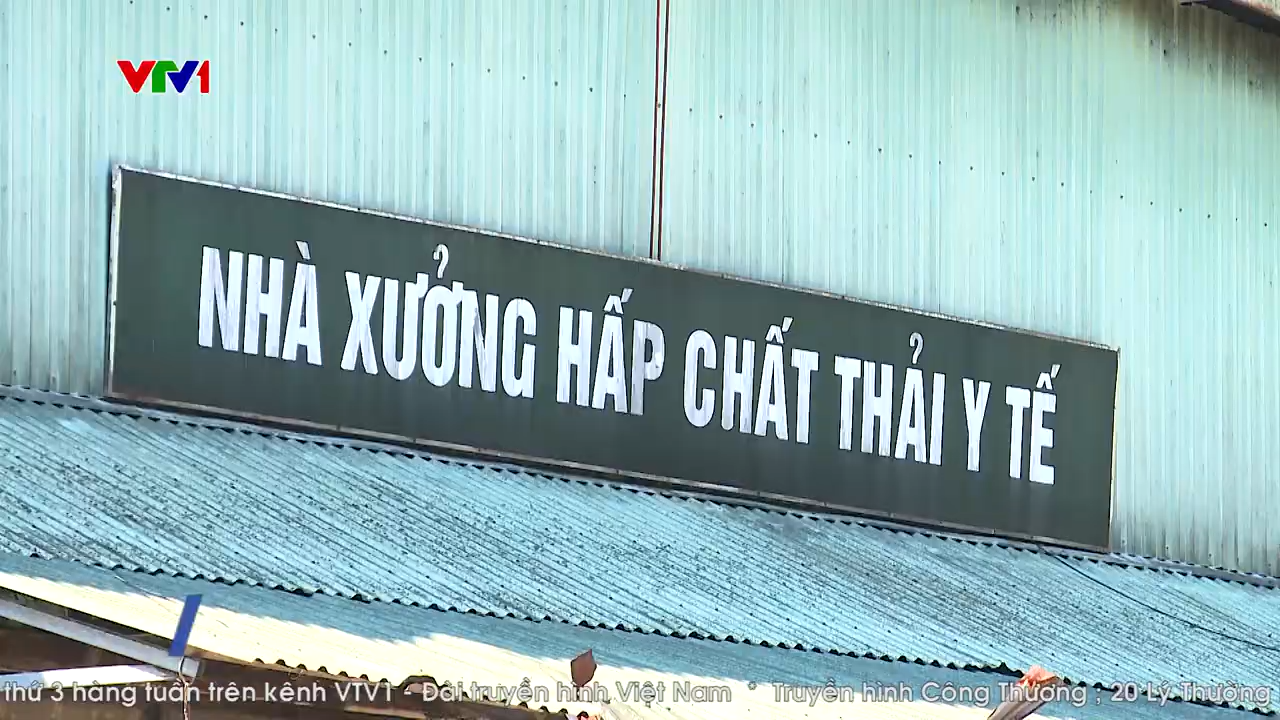 VTV1
NHÀ XƯỞNG HẤP CHẤT THẢI Y TẾ
thứ 3 hàng tuần trên kênh VTV1 - Đài truyền hình Việt Nam * Truyền hình Công Thương ; 20 Lý Thường